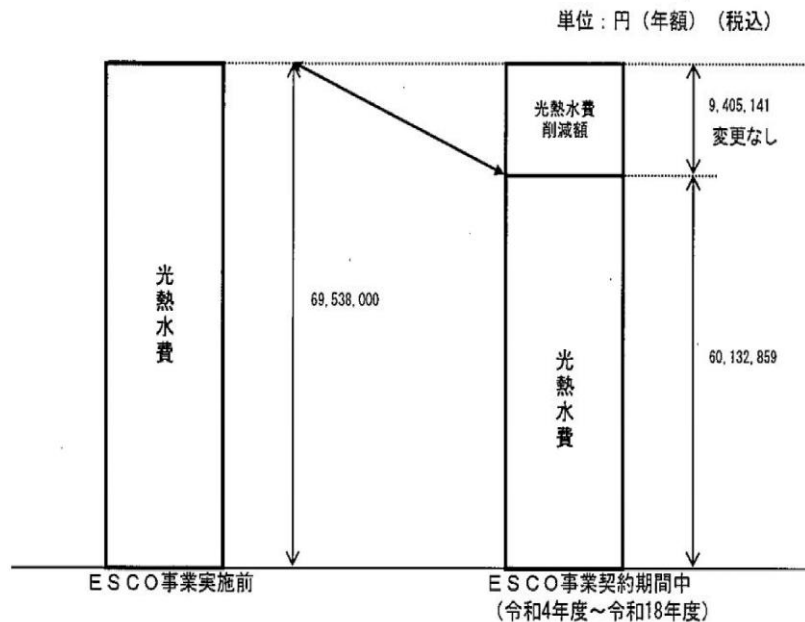 単位：円（年額）（税込）
光熱水費
削減額
9,405,141
変更なし
光熱水費
69,538,000
光熱水費
60,132,859
ＥＳＣＯ事業実施前
ＥＳＣＯ事業契約期間中
（令和4年度～令和18年度）